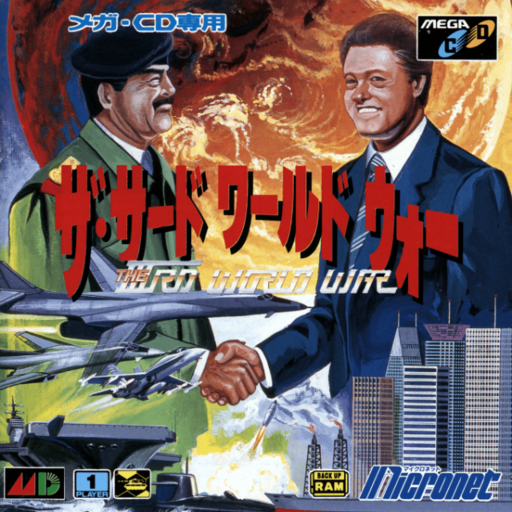 メガ・CD専用
MEGA
CD
ザ・サード ワールド ウォー
THE THIRD WORLD WAR
MD
1
PLAYER
BACK UP
RAM
マイクロネット
Micronet